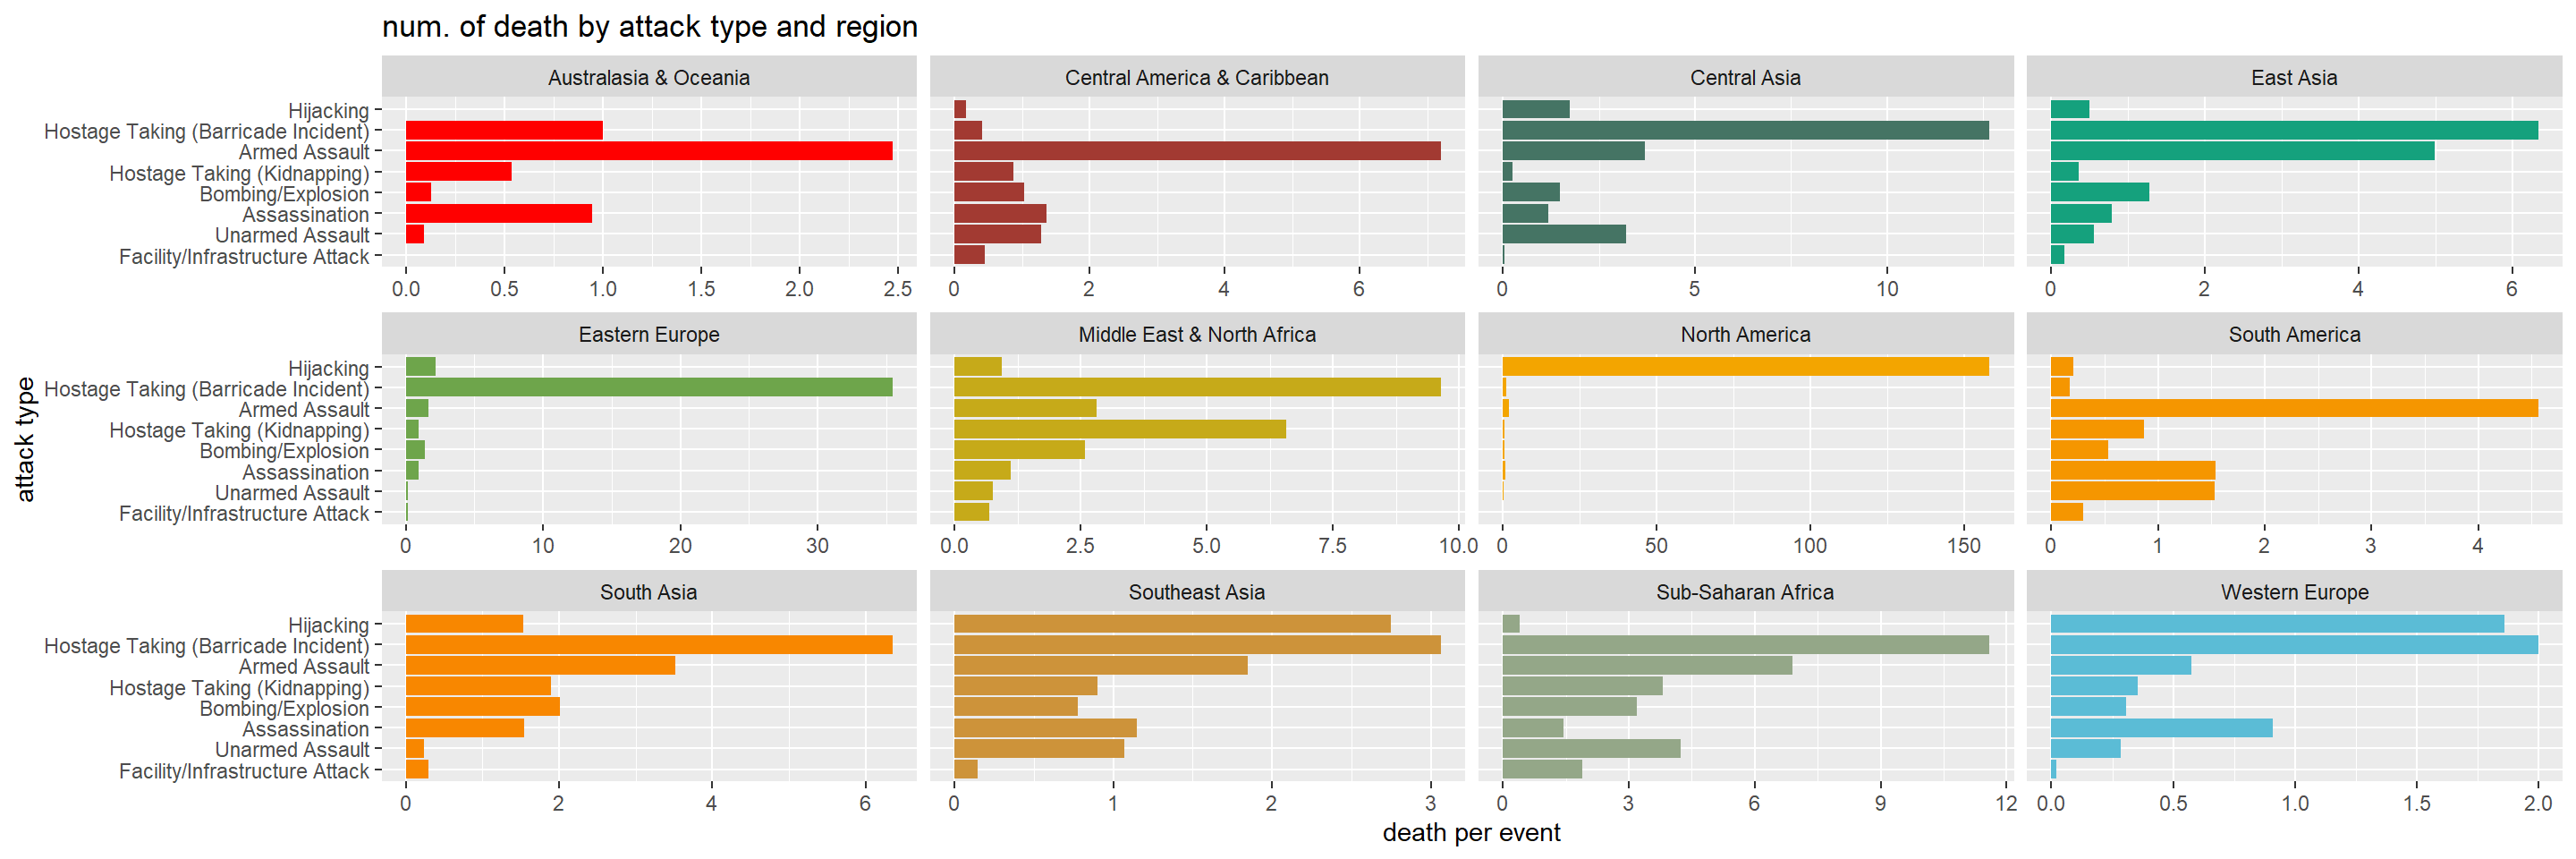 num. of death by attack type and region
Australasia & Oceania
Central America & Caribbean
Central Asia
East Asia
Hijacking
Hostage Taking (Barricade Incident)
Armed Assault
Hostage Taking (Kidnapping)
Bombing/Explosion
Assassination
Unarmed Assault
Facility/Infrastructure Attack
0.0 0.5 1.0 1.5 2.0 2.5
0 2 4 6
0 5 10
0 2 4 6
Eastern Europe
Middle East & North Africa
North America
South America
attack type
Hijacking
Hostage Taking (Barricade Incident)
Armed Assault
Hostage Taking (Kidnapping)
Bombing/Explosion
Assassination
Unarmed Assault
Facility/Infrastructure Attack
0 10 20 30
0.0 2.5 5.0 7.5 10.0
0 50 100 150
0 1 2 3 4
South Asia
Southeast Asia
Sub-Saharan Africa
Western Europe
Hijacking
Hostage Taking (Barricade Incident)
Armed Assault
Hostage Taking (Kidnapping)
Bombing/Explosion
Assassination
Unarmed Assault
Facility/Infrastructure Attack
0 2 4 6
0 1 2 3
0 3 6 9 12
0.0 0.5 1.0 1.5 2.0
death per event